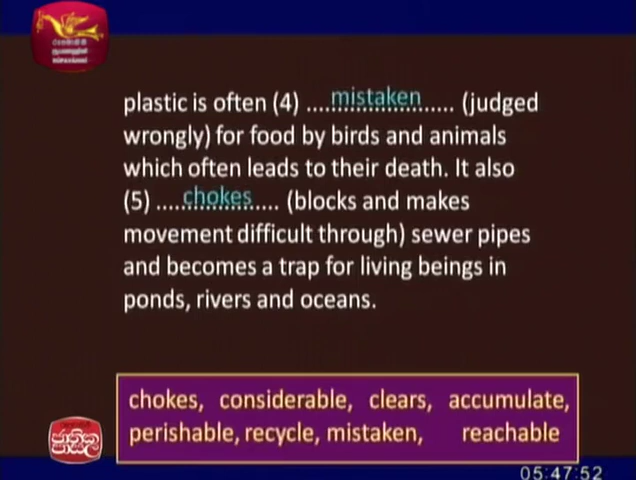 plastic is often (4) ....mistaken.... (judged
wrongly) for food by birds and animals
which often leads to their death. It also
(5) ....chokes.... (blocks and makes
movement difficult through) sewer pipes
and becomes a trap for living beings in
ponds, rivers and oceans.
chokes, considerable, clears, accumulate,
perishable, recycle, mistaken, reachable
ජාතික
පාසල
05:47:52